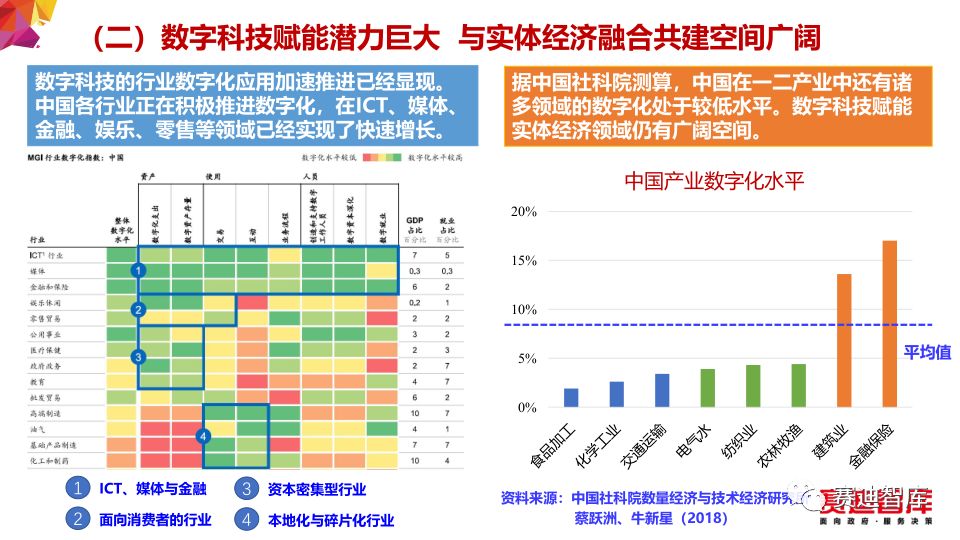 （二）数字科技赋能潜力巨大 与实体经济融合共建空间广阔
数字科技的行业数字化应用加速推进已经显现。
中国各行业正在积极推进数字化，在ICT、媒体、
金融、娱乐、零售等领域已经实现了快速增长。
据中国社科院测算，中国在一二产业中还有诸
多领域的数字化处于较低水平。数字科技赋能
实体经济领域仍有广阔空间。
MGI 行业数字化指数：中国
数字化水平较低
数字化水平较高
资产 使用 人员
行业
整体数字化水平
数字化支出
数字资产存量
交易
互动
业务流程
创造和支持数字工作人员
数字资本深化
数字就业
GDP占比 百分比
就业占比 百分比
ICT¹ 行业 7 5
媒体 0,3 0,3
金融和保险 6 2
娱乐休闲 0,2 1
零售贸易 2 2
公用事业 3 2
医疗保健 2 3
政府政务 2 7
教育 4 7
批发贸易 6 2
高端制造 10 7
油气 4 1
基础产品制造 7 7
化工和制药 10 4
1
2
3
4
1 ICT、媒体与金融
3 资本密集型行业
2 面向消费者的行业
4 本地化与碎片化行业
中国产业数字化水平
20%
15%
10%
5%
0%
平均值
食品加工
化学工业
交通运输
电气水
纺织业
农林牧渔
建筑业
金融保险
资料来源：中国社科院数量经济与技术经济研究
蔡跃洲、牛新星（2018）
赛迪智库
赛迪智库
面向政府·服务决策